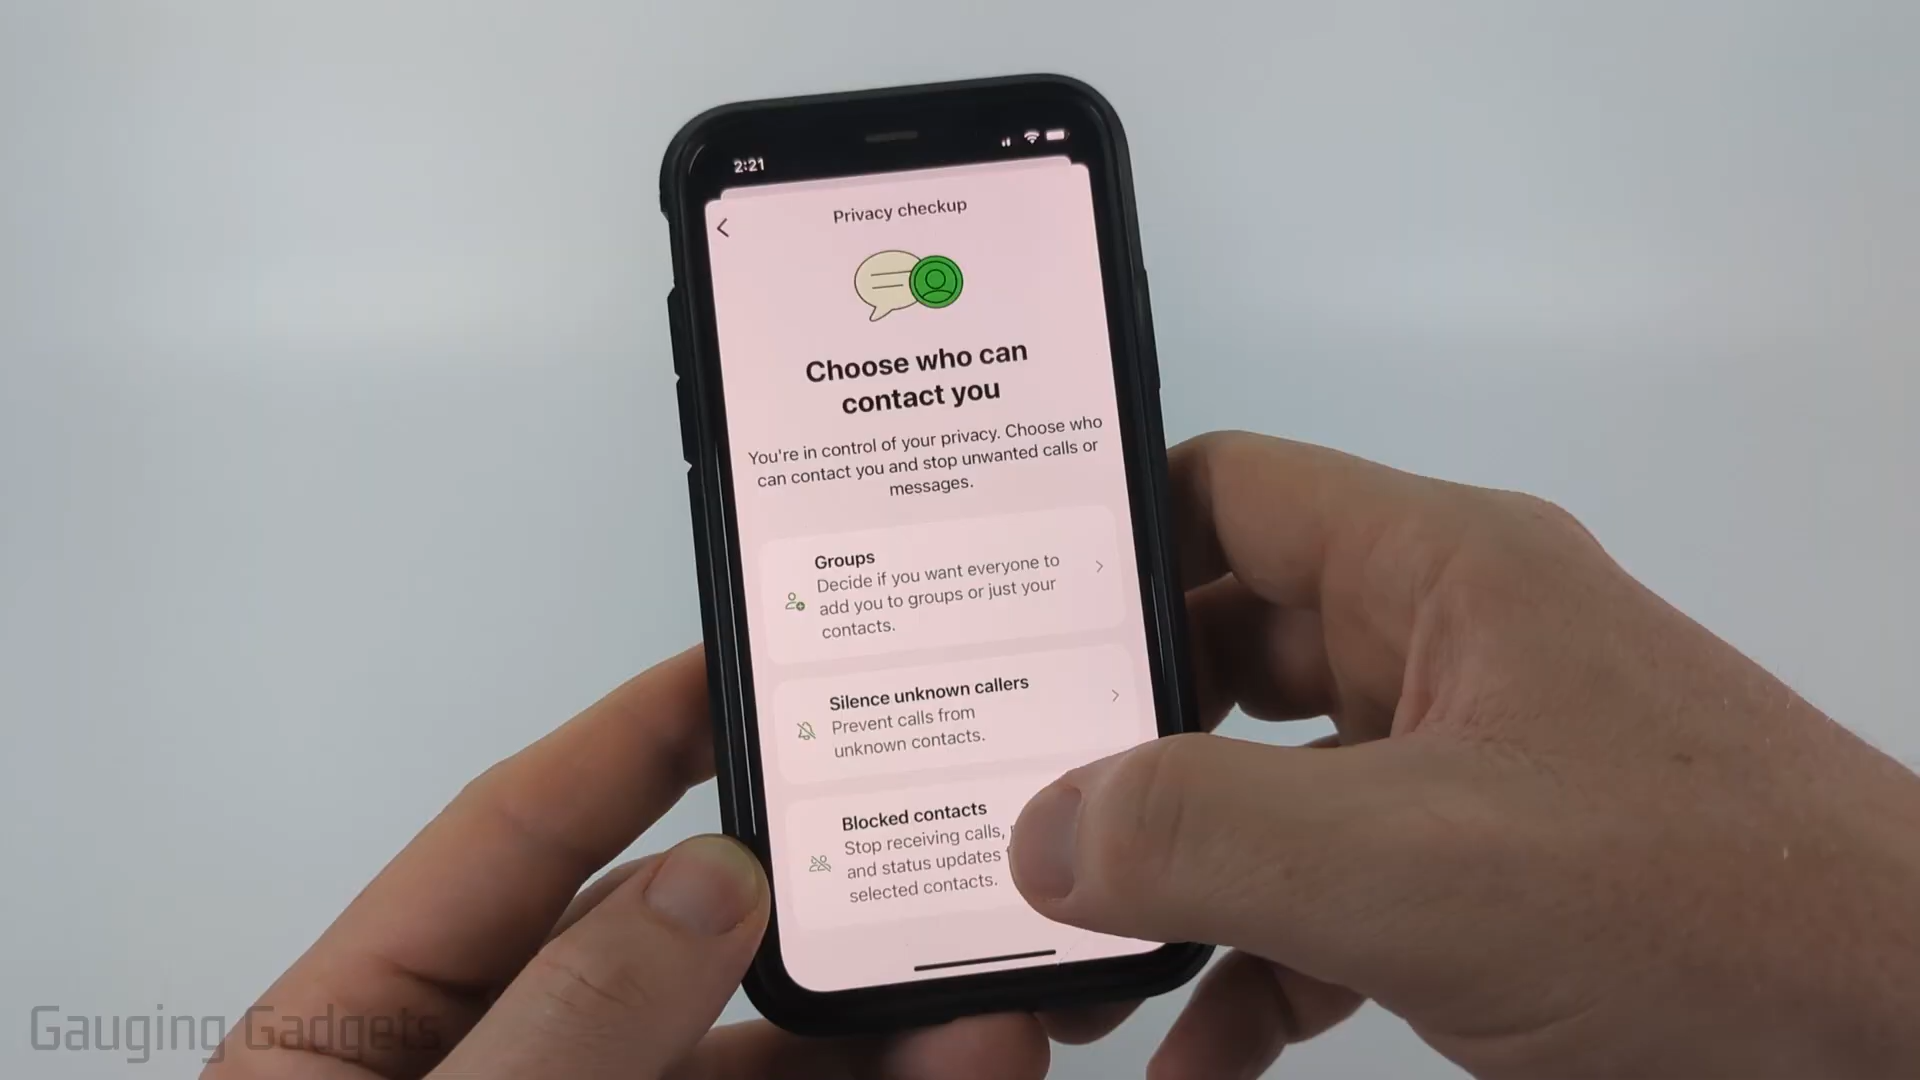 2:21
Privacy checkup
Choose who can
contact you
You're in control of your privacy. Choose who
can contact you and stop unwanted calls or
messages.
Groups
Decide if you want everyone to
add you to groups or just your
contacts.
Silence unknown callers
Prevent calls from
unknown contacts.
Blocked contacts
Stop receiving calls,
and status updates
selected contacts.
Gauging Gadgets